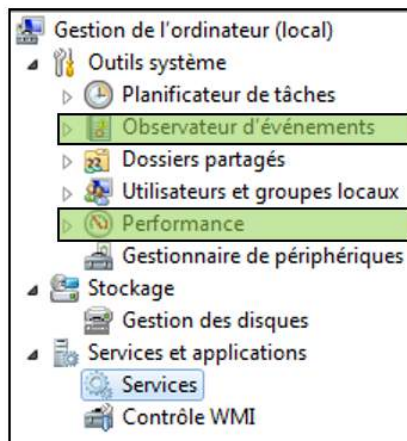 Gestion de l'ordinateur (local)
Outils système
Planificateur de tâches
Observateur d'événements
Dossiers partagés
Utilisateurs et groupes locaux
Performance
Gestionnaire de périphériques
Stockage
Gestion des disques
Services et applications
Services
Contrôle WMI